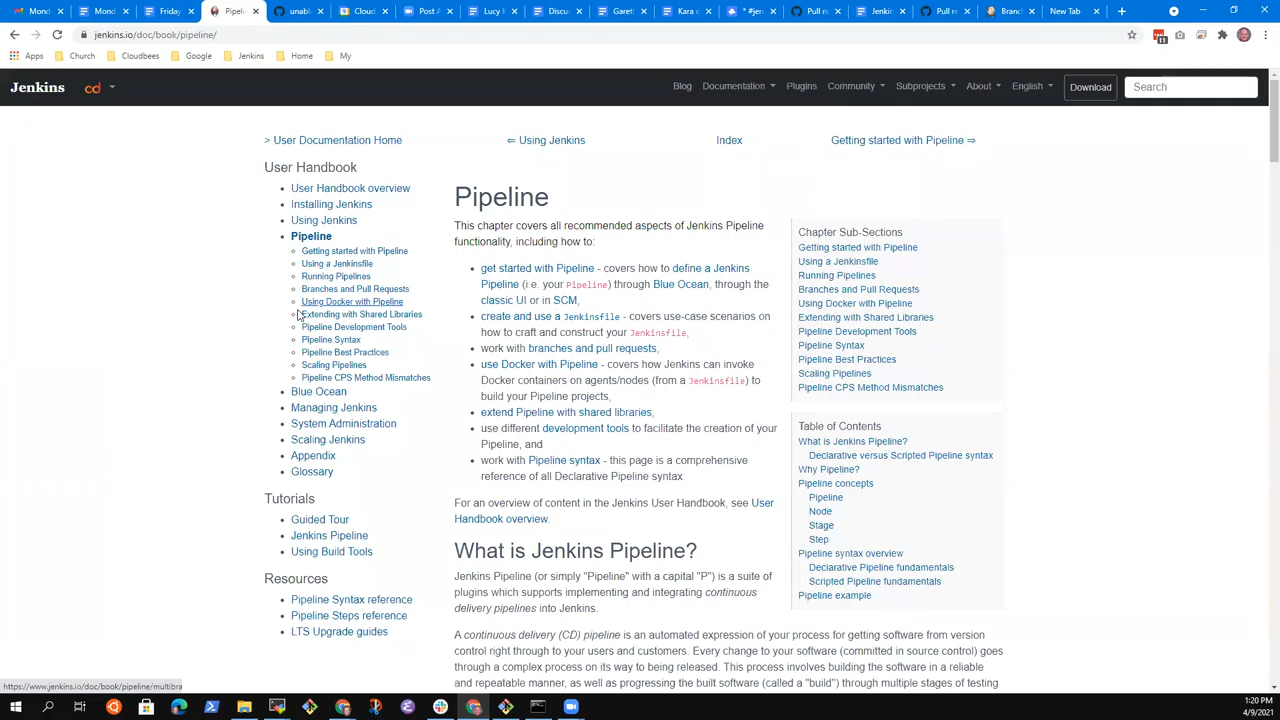 Mond
Mond
Friday
Pipelin
unabl
Cloud
Post A
Lucy k
Discus
Gareth
Kara c
* #jen
Pull re
Jenkin
Pull re
Branch
New Tab
jenkins.io/doc/book/pipeline/
11
Apps
Church
Cloudbees
Google
Jenkins
Home
My
Jenkins
cd
Blog
Documentation
Plugins
Community
Subprojects
About
English
Download
Search
> User Documentation Home
⇐ Using Jenkins
Index
Getting started with Pipeline ⇒
User Handbook
User Handbook overview
Installing Jenkins
Using Jenkins
Pipeline
Getting started with Pipeline
Using a Jenkinsfile
Running Pipelines
Branches and Pull Requests
Using Docker with Pipeline
Extending with Shared Libraries
Pipeline Development Tools
Pipeline Syntax
Pipeline Best Practices
Scaling Pipelines
Pipeline CPS Method Mismatches
Blue Ocean
Managing Jenkins
System Administration
Scaling Jenkins
Appendix
Glossary
Tutorials
Guided Tour
Jenkins Pipeline
Using Build Tools
Resources
Pipeline Syntax reference
Pipeline Steps reference
LTS Upgrade guides
Pipeline
This chapter covers all recommended aspects of Jenkins Pipeline
functionality, including how to:
get started with Pipeline - covers how to define a Jenkins
Pipeline (i.e. your Pipeline) through Blue Ocean, through the
classic UI or in SCM,
create and use a Jenkinsfile - covers use-case scenarios on
how to craft and construct your Jenkinsfile,
work with branches and pull requests,
use Docker with Pipeline - covers how Jenkins can invoke
Docker containers on agents/nodes (from a Jenkinsfile) to
build your Pipeline projects,
extend Pipeline with shared libraries,
use different development tools to facilitate the creation of your
Pipeline, and
work with Pipeline syntax - this page is a comprehensive
reference of all Declarative Pipeline syntax.
For an overview of content in the Jenkins User Handbook, see User
Handbook overview.
What is Jenkins Pipeline?
Jenkins Pipeline (or simply "Pipeline" with a capital "P") is a suite of
plugins which supports implementing and integrating continuous
delivery pipelines into Jenkins.
A continuous delivery (CD) pipeline is an automated expression of your process for getting software from version
control right through to your users and customers. Every change to your software (committed in source control) goes
through a complex process on its way to being released. This process involves building the software in a reliable
and repeatable manner, as well as progressing the built software (called a "build") through multiple stages of testing
Chapter Sub-Sections
Getting started with Pipeline
Using a Jenkinsfile
Running Pipelines
Branches and Pull Requests
Using Docker with Pipeline
Extending with Shared Libraries
Pipeline Development Tools
Pipeline Syntax
Pipeline Best Practices
Scaling Pipelines
Pipeline CPS Method Mismatches
Table of Contents
What is Jenkins Pipeline?
Declarative versus Scripted Pipeline syntax
Why Pipeline?
Pipeline concepts
Pipeline
Node
Stage
Step
Pipeline syntax overview
Declarative Pipeline fundamentals
Scripted Pipeline fundamentals
Pipeline example
https://www.jenkins.io/doc/book/pipeline/multibra
1:20 PM
4/9/2021